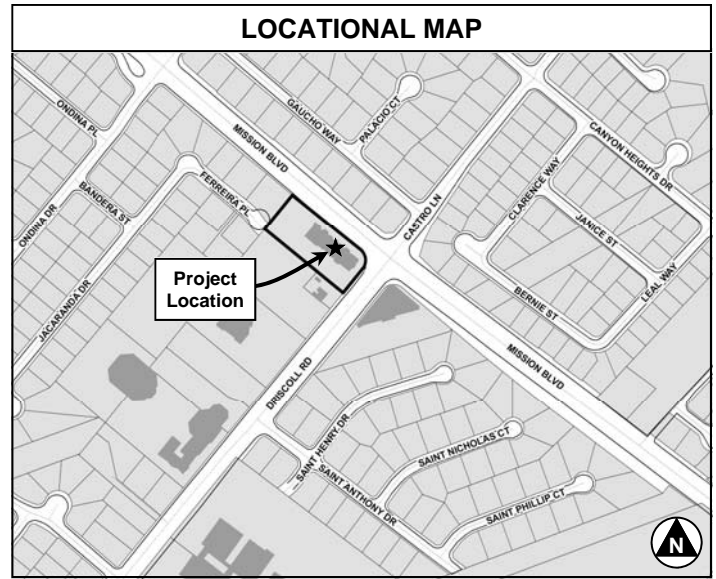 LOCATIONAL MAP
ONDINA PL
GAUCHO WAY
PALACIO CT
MISSION BLVD
CANYON HEIGHTS DR
CLARENCE WAY
BANDERA ST
FERREIRA PL
CASTRO LN
JANICE ST
ONDINA DR
LEAL WAY
Project
Location
BERNIE ST
JACARANDA DR
MISSION BLVD
DRISCOLL RD
SAINT HENRY DR
SAINT NICHOLAS CT
SAINT ANTHONY DR
SAINT PHILLIP CT
N